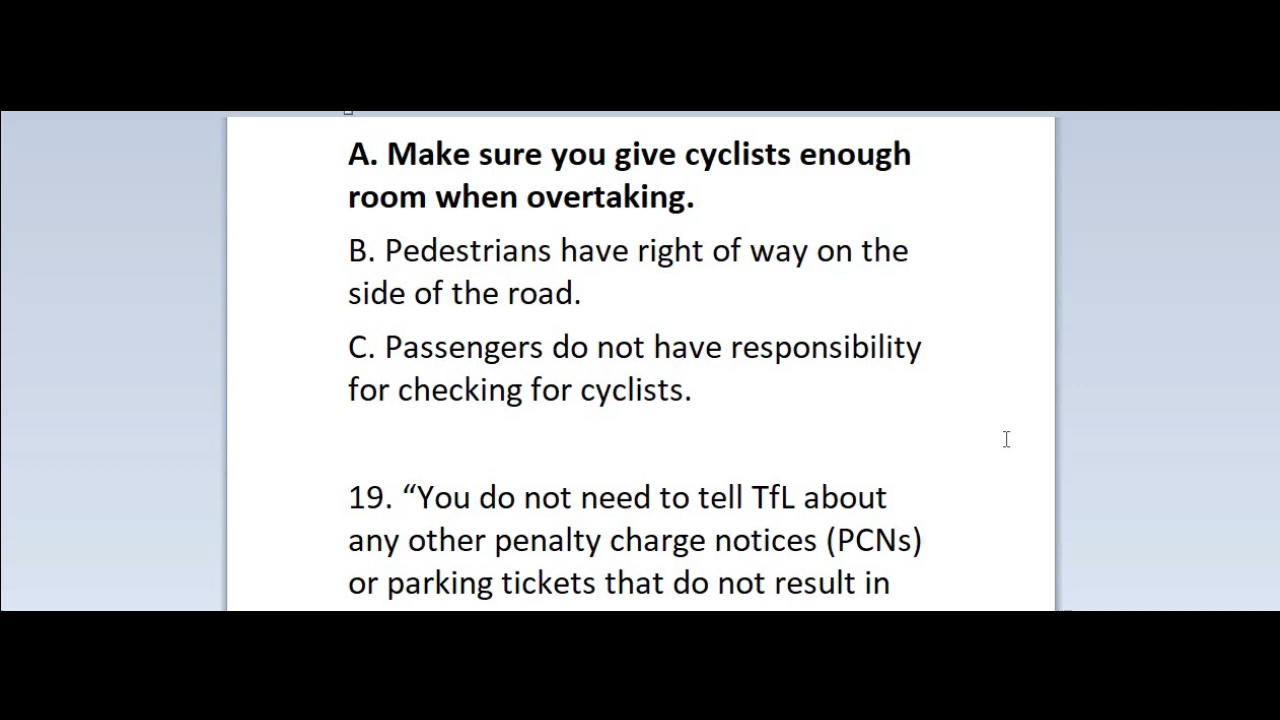 A. Make sure you give cyclists enough
room when overtaking.
B. Pedestrians have right of way on the
side of the road.
C. Passengers do not have responsibility
for checking for cyclists.
19. “You do not need to tell TfL about
any other penalty charge notices (PCNs)
or parking tickets that do not result in